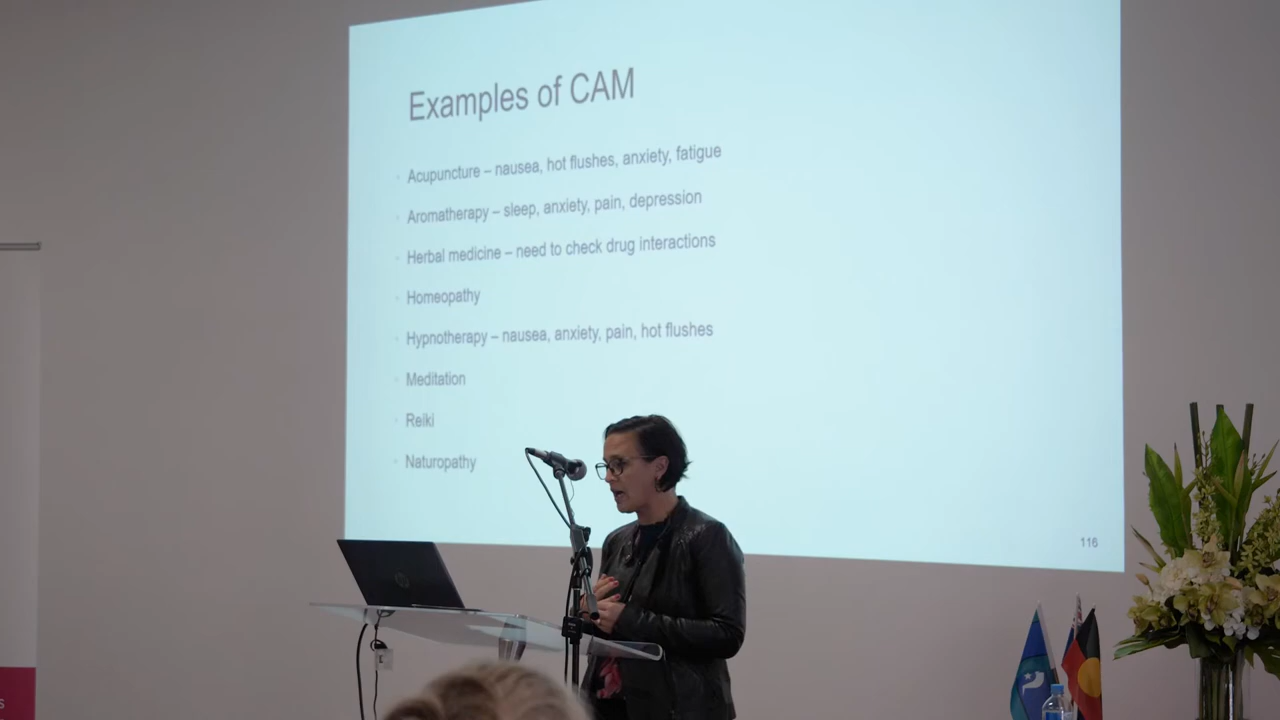 Examples of CAM
Acupuncture – nausea, hot flushes, anxiety, fatigue
Aromatherapy – sleep, anxiety, pain, depression
Herbal medicine – need to check drug interactions
Homeopathy
Hypnotherapy – nausea, anxiety, pain, hot flushes
Meditation
Reiki
Naturopathy
116
s